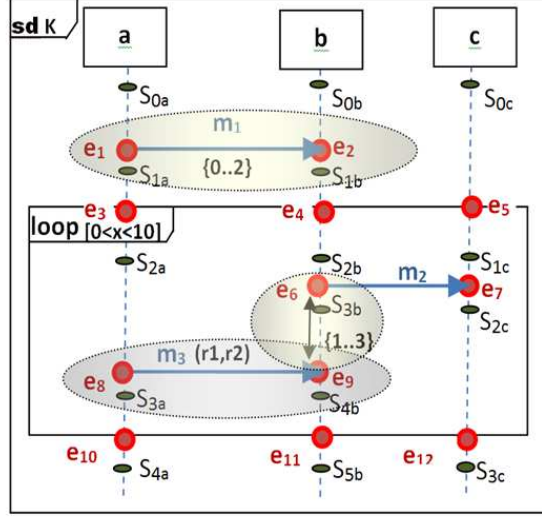 sd K
a b c
S0a S0b S0c
m1
e1 e2
{0..2}
S1a S1b
e3 e4 e5
loop [0<x<10]
S2a S2b S1c
m2
e6 e7
S3b S2c
{1..3}
m3 (r1,r2)
e8 e9
S3a S4b
e10 e11 e12
S4a S5b S3c